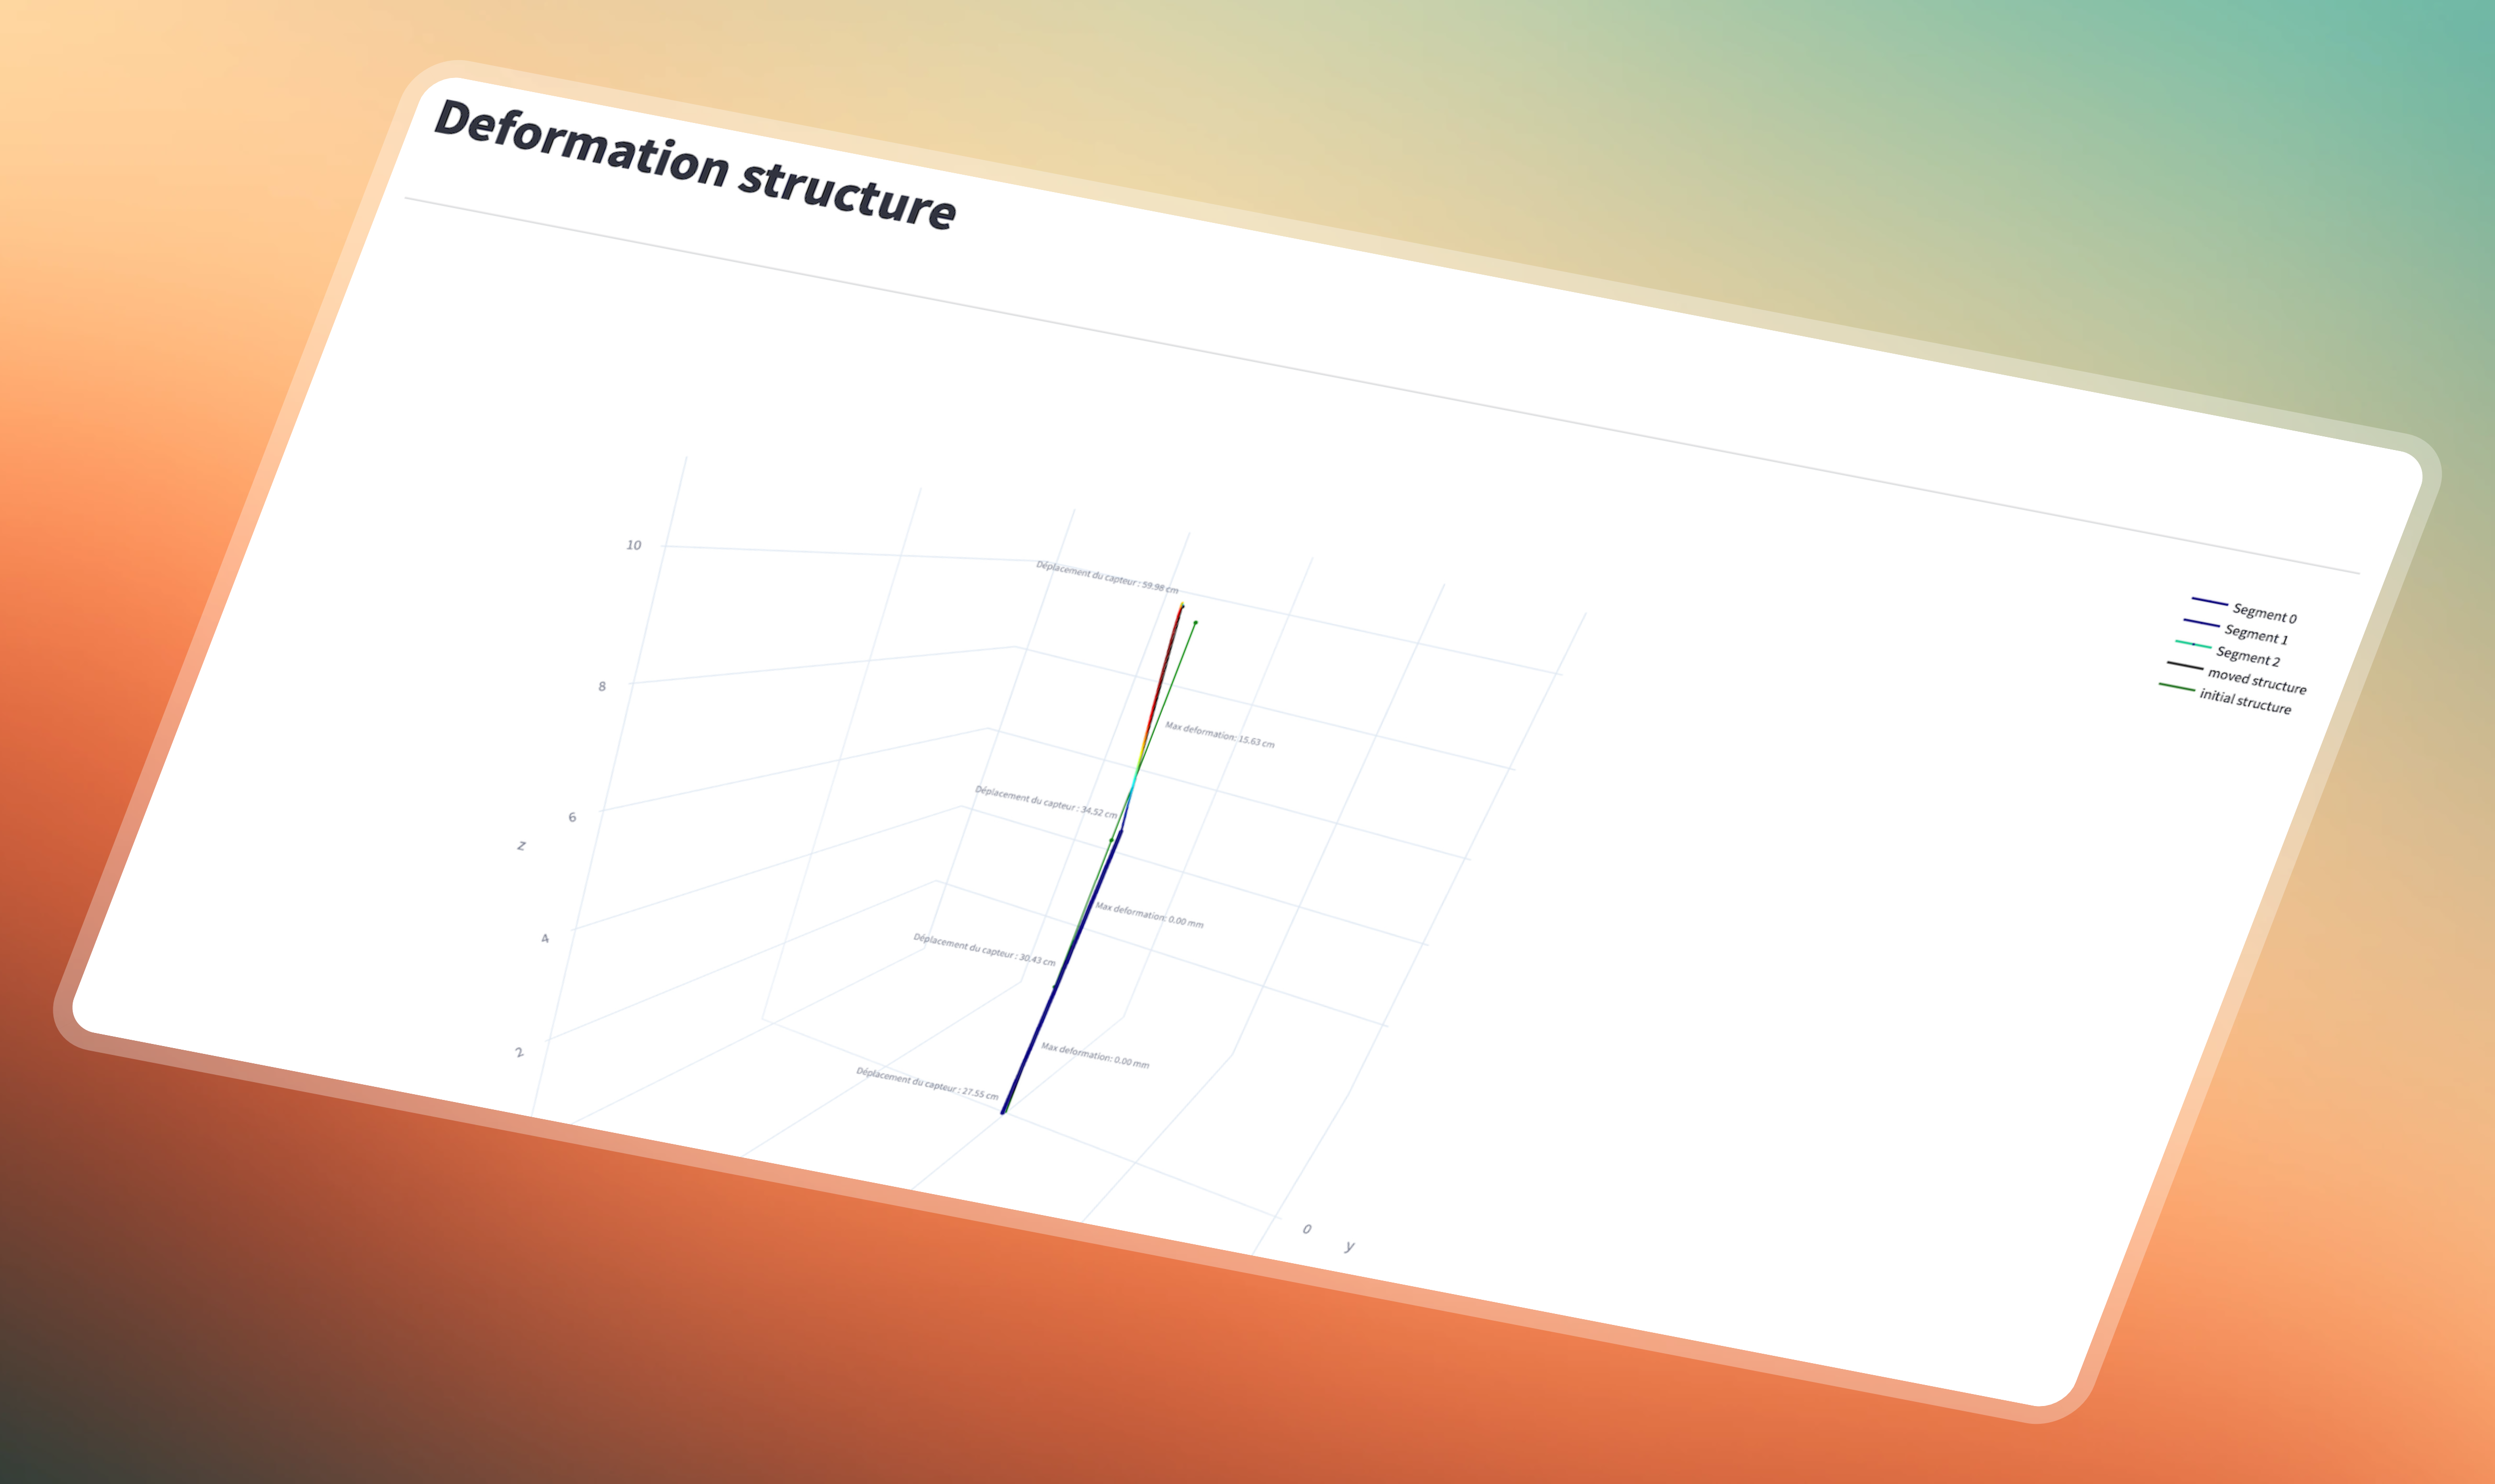 Deformation structure
10
8
6
z
4
2
0
y
Déplacement du capteur : 59.98 cm
Max deformation: 15.63 cm
Déplacement du capteur : 34.52 cm
Max deformation: 0.00 mm
Déplacement du capteur : 30.43 cm
Max deformation: 0.00 mm
Déplacement du capteur : 27.55 cm
Segment 0
Segment 1
Segment 2
moved structure
initial structure